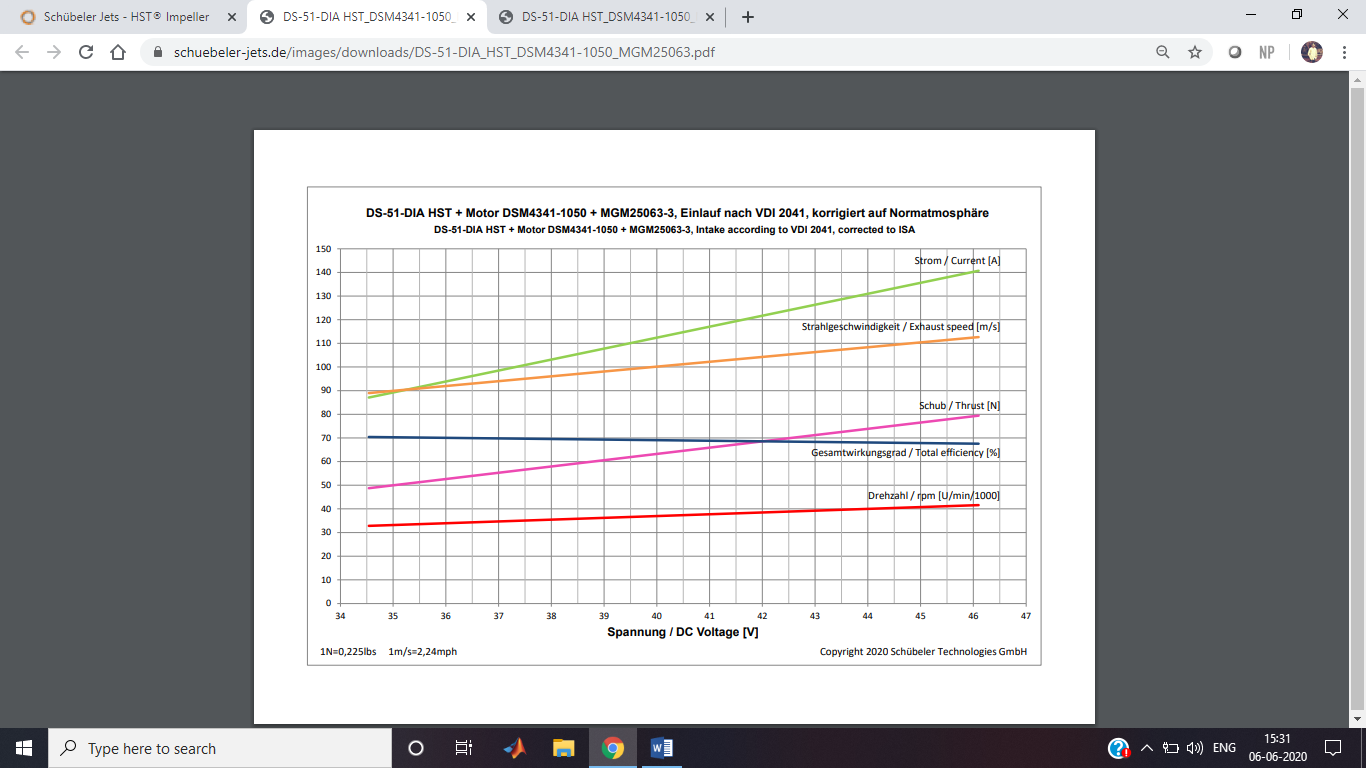 Schübeler Jets - HST® Impeller
DS-51-DIA HST_DSM4341-1050_
DS-51-DIA HST_DSM4341-1050_
schuebeler-jets.de/images/downloads/DS-51-DIA_HST_DSM4341-1050_MGM25063.pdf
NP
DS-51-DIA HST + Motor DSM4341-1050 + MGM25063-3, Einlauf nach VDI 2041, korrigiert auf Normatmosphäre
DS-51-DIA HST + Motor DSM4341-1050 + MGM25063-3, Intake according to VDI 2041, corrected to ISA
150
Strom / Current [A]
140
130
120
Strahlgeschwindigkeit / Exhaust speed [m/s]
110
100
90
80
Schub / Thrust [N]
70
60
Gesamtwirkungsgrad / Total efficiency [%]
50
Drehzahl / rpm [U/min/1000]
40
30
20
10
0
34 35 36 37 38 39 40 41 42 43 44 45 46 47
Spannung / DC Voltage [V]
1N=0,225lbs 1m/s=2,24mph
Copyright 2020 Schübeler Technologies GmbH
Type here to search
ENG
15:31
06-06-2020